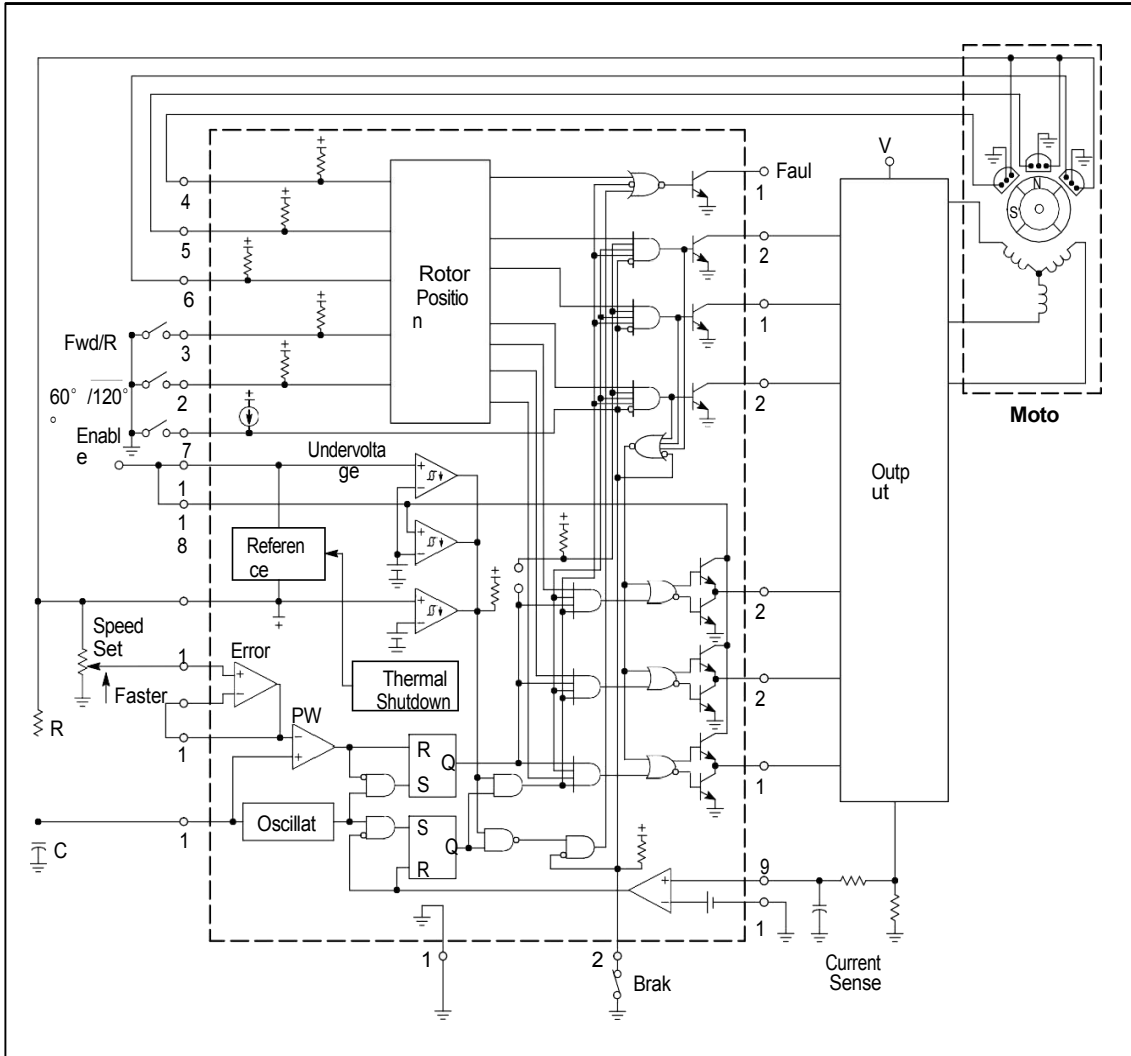 V
Faul
1
4
N
S
5
2
Rotor
Positio
n
6
1
Fwd/R
3
60° /120°
°
2
2
Moto
Enabl
e
7
Undervolta
ge
1
1
8
Outp
ut
Referen
ce
Speed
Set
2
1
Error
Faster
Thermal
Shutdown
2
R
PW
1
R
Q
S
1
1
Oscillat
S
Q
R
C
9
1
1
2
Brak
Current
Sense